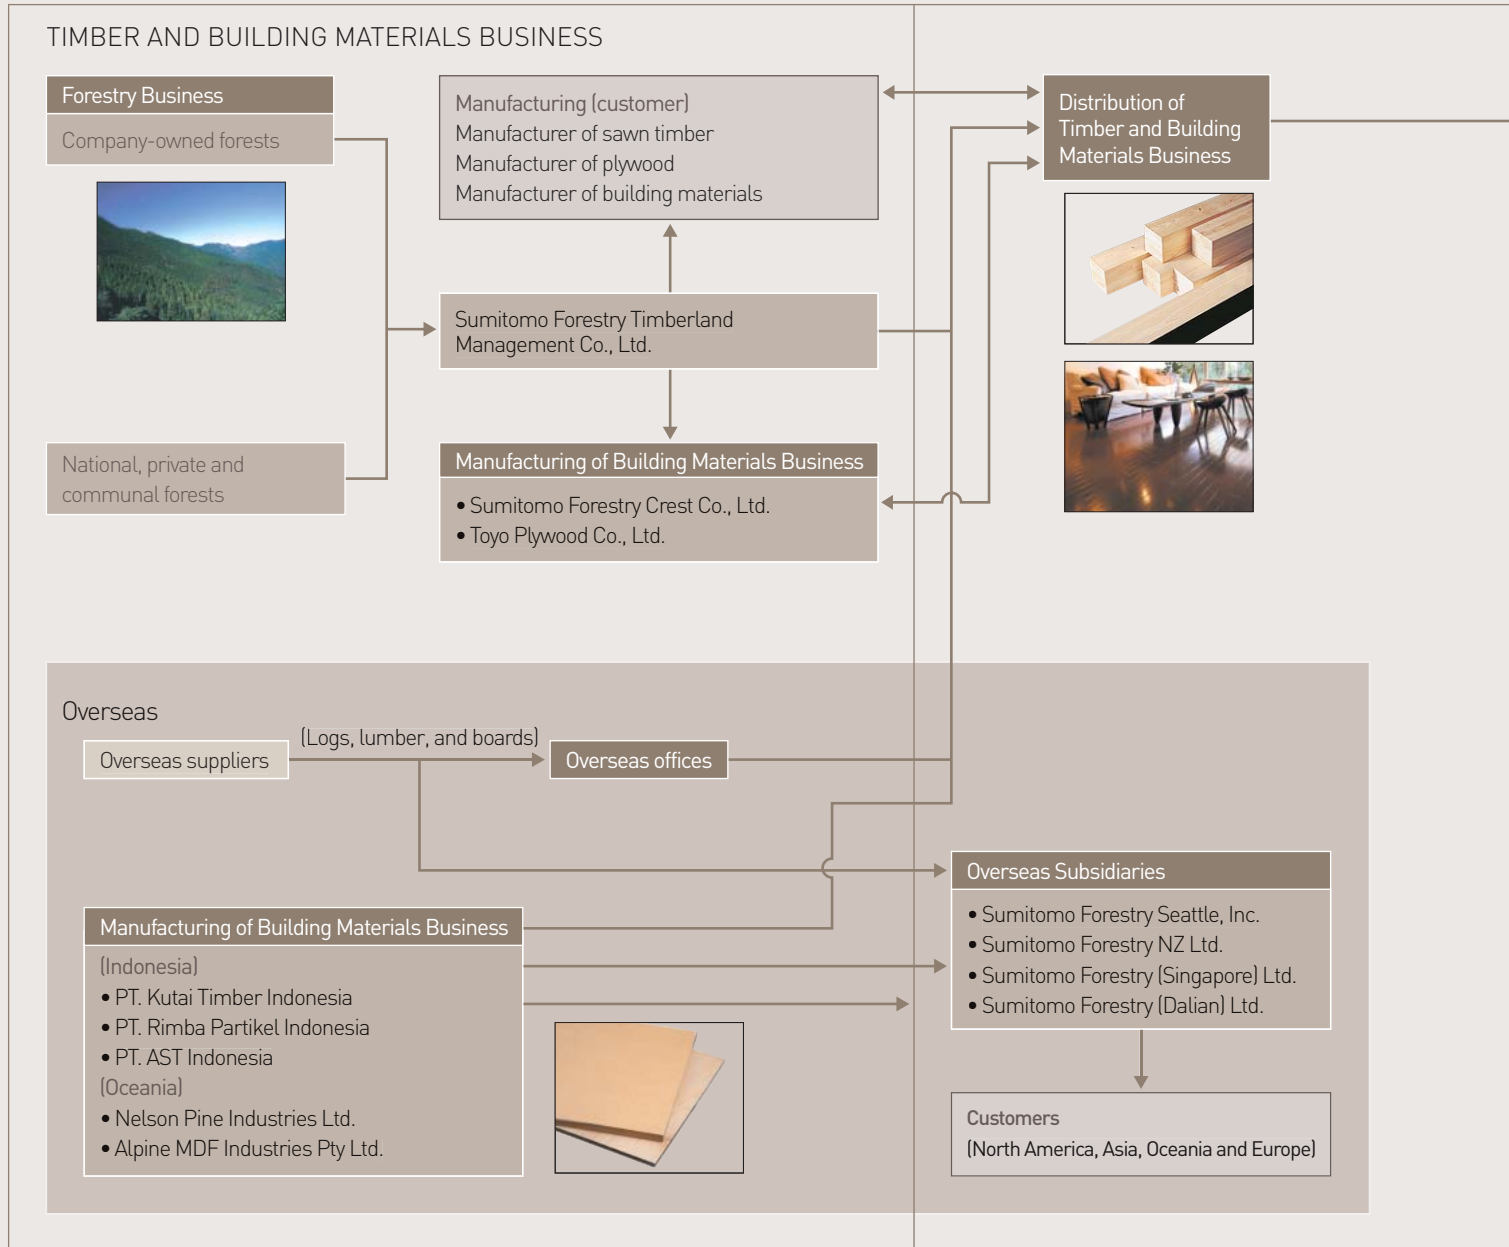 TIMBER AND BUILDING MATERIALS BUSINESS
Forestry Business
Company-owned forests
National, private and
communal forests
Manufacturing (customer)
Manufacturer of sawn timber
Manufacturer of plywood
Manufacturer of building materials
Sumitomo Forestry Timberland
Management Co., Ltd.
Manufacturing of Building Materials Business
• Sumitomo Forestry Crest Co., Ltd.
• Toyo Plywood Co., Ltd.
Distribution of
Timber and Building
Materials Business
Overseas
Overseas suppliers
(Logs, lumber, and boards)
Overseas offices
Manufacturing of Building Materials Business
(Indonesia)
• PT. Kutai Timber Indonesia
• PT. Rimba Partikel Indonesia
• PT. AST Indonesia
(Oceania)
• Nelson Pine Industries Ltd.
• Alpine MDF Industries Pty Ltd.
Overseas Subsidiaries
• Sumitomo Forestry Seattle, Inc.
• Sumitomo Forestry NZ Ltd.
• Sumitomo Forestry (Singapore) Ltd.
• Sumitomo Forestry (Dalian) Ltd.
Customers
(North America, Asia, Oceania and Europe)